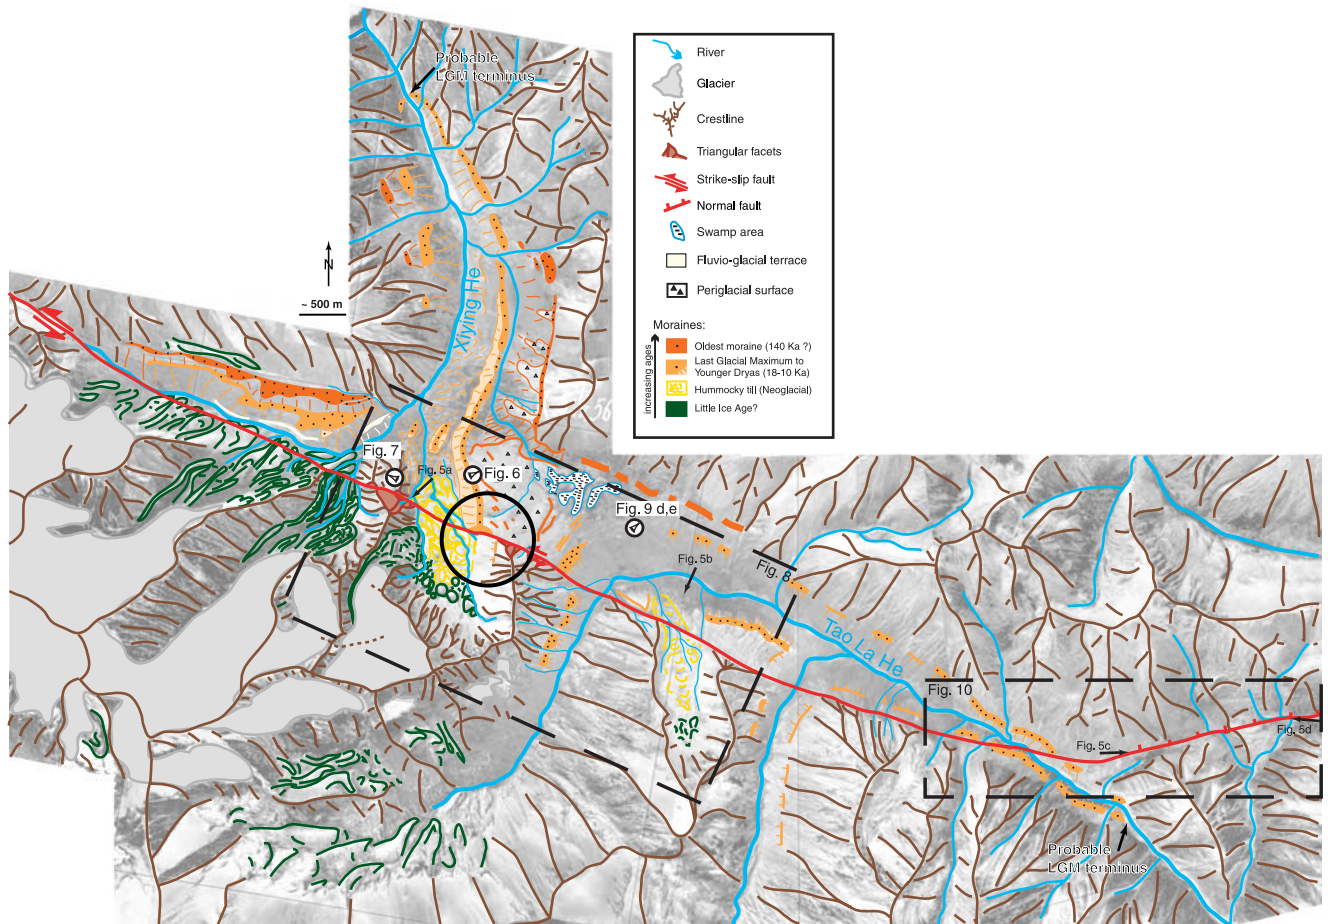 Probable
LGM terminus
N
~ 500 m
Xiying He
River
Glacier
Crestline
Triangular facets
Strike-slip fault
Normal fault
Swamp area
Fluvio-glacial terrace
Periglacial surface
Moraines:
increasing ages
Oldest moraine (140 Ka ?)
Last Glacial Maximum to
Younger Dryas (18-10 Ka)
Hummocky till (Neoglacial)
Little Ice Age?
Fig. 7
Fig. 5a
Fig. 6
Fig. 9 d,e
Fig. 5b
Fig. 8
Tao La He
Fig. 10
Fig. 5c
Fig. 5d
Probable
LGM terminus